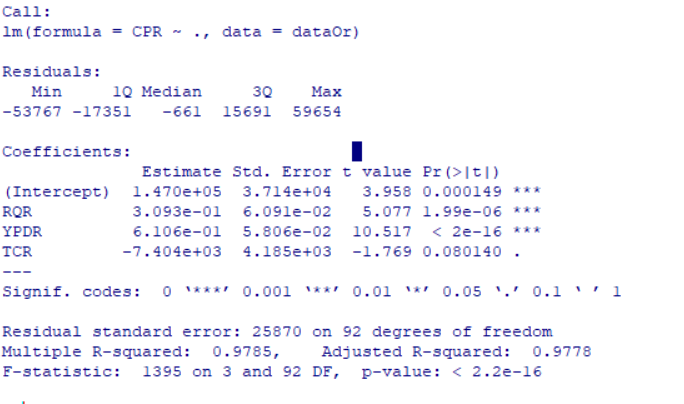 Call:
lm(formula = CPR ~ ., data = dataOr)
Residuals:
   Min     1Q Median     3Q    Max
-53767 -17351   -661  15691  59654
Coefficients:
              Estimate Std. Error t value Pr(>|t|)
(Intercept)  1.470e+05  3.714e+04   3.958 0.000149 ***
RQR          3.093e-01  6.091e-02   5.077 1.99e-06 ***
YPDR         6.106e-01  5.806e-02  10.517  < 2e-16 ***
TCR         -7.404e+03  4.185e+03  -1.769 0.080140 .
---
Signif. codes:  0 ‘***’ 0.001 ‘**’ 0.01 ‘*’ 0.05 ‘.’ 0.1 ‘ ’ 1
Residual standard error: 25870 on 92 degrees of freedom
Multiple R-squared:  0.9785,    Adjusted R-squared:  0.9778
F-statistic:  1395 on 3 and 92 DF,  p-value: < 2.2e-16